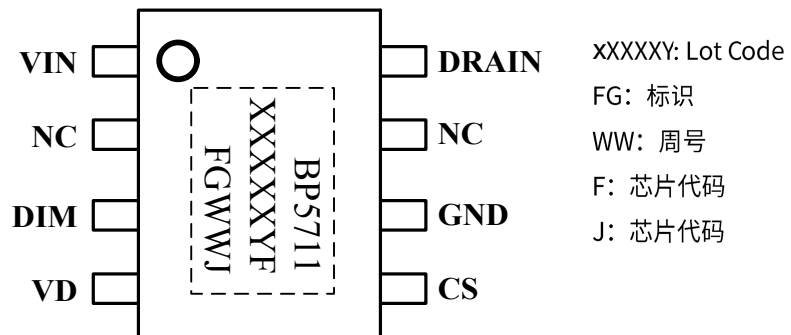 VIN
NC
DIM
VD
BP5711
XXXXXYF
FGWWJ
DRAIN
NC
GND
CS
xXXXXY: Lot Code
FG：标识
WW：周号
F：芯片代码
J：芯片代码